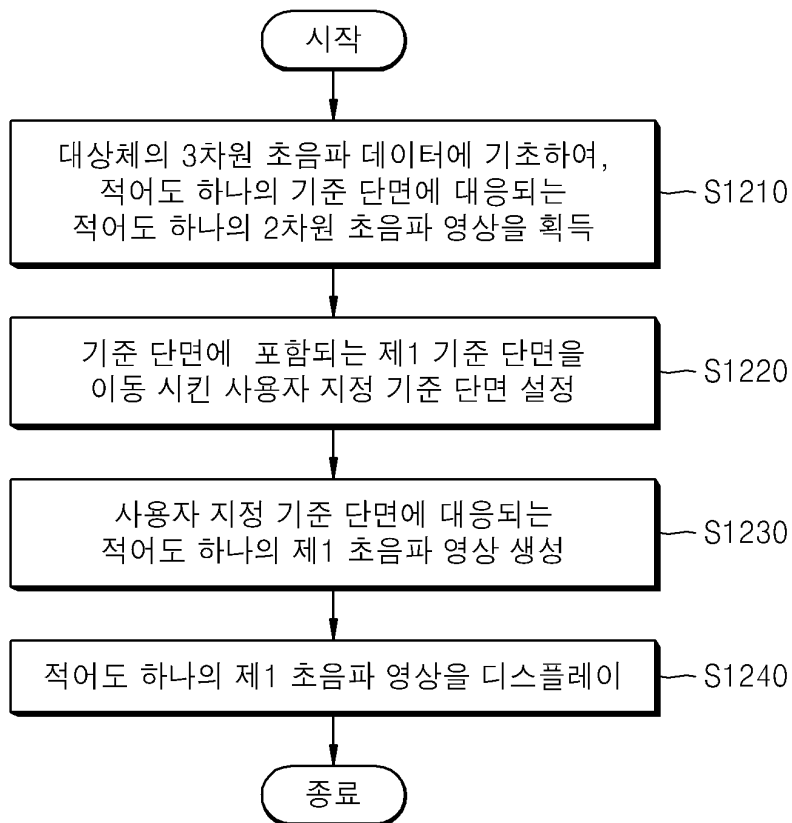 시작
대상체의 3차원 초음파 데이터에 기초하여,
적어도 하나의 기준 단면에 대응되는
적어도 하나의 2차원 초음파 영상을 획득
S1210
기준 단면에 포함되는 제1 기준 단면을
이동 시킨 사용자 지정 기준 단면 설정
S1220
사용자 지정 기준 단면에 대응되는
적어도 하나의 제1 초음파 영상 생성
S1230
적어도 하나의 제1 초음파 영상을 디스플레이
S1240
종료